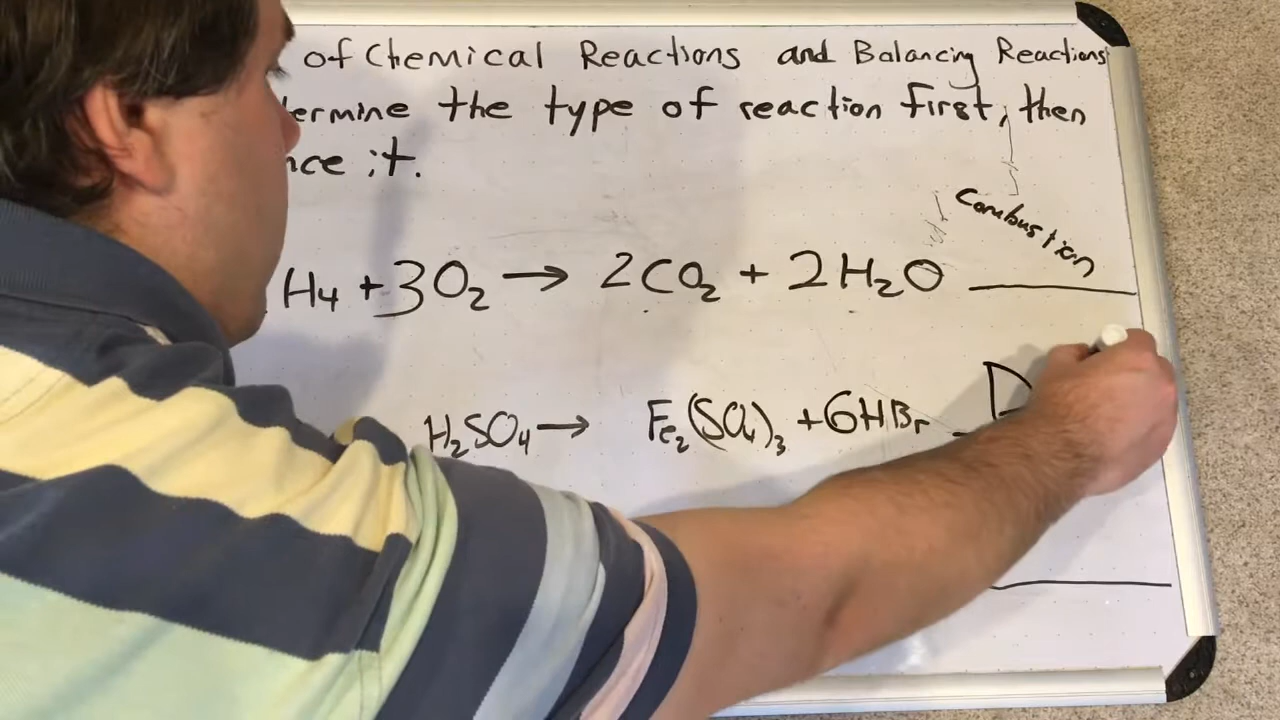 of Chemical Reactions and Balancing Reactions
ermine the type of reaction first, then
nce it.
Combustion
H₄ + 3O₂ → 2CO₂ + 2H₂O
H₂SO₄ → Fe₂(SO₄)₃ + 6HBr D